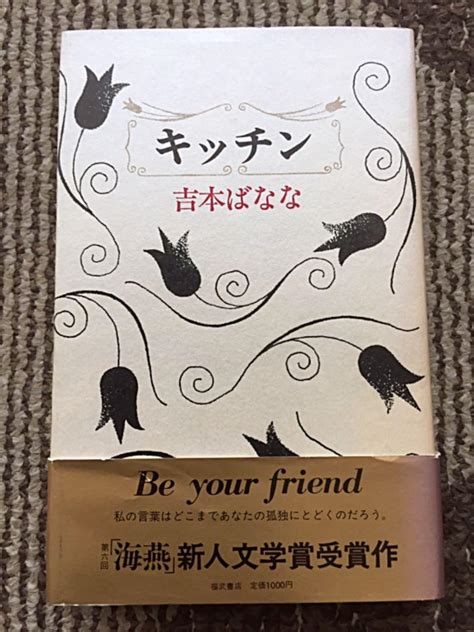 キッチン
吉本ばなな
Be your friend
私の言葉はどこまであなたの孤独にとどくのだろう。
第六回「海燕」新人文学賞受賞作
福武書店 定価1000円